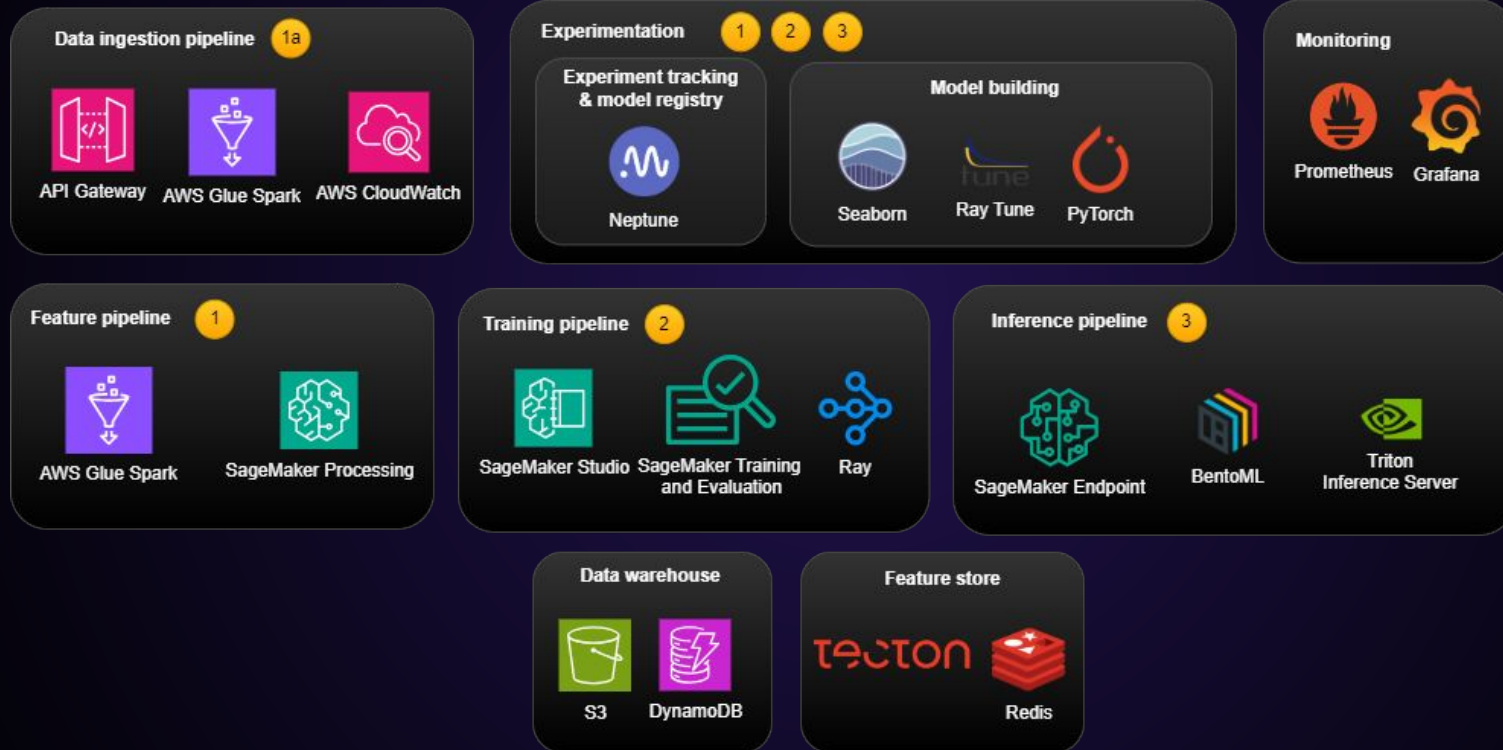 Data ingestion pipeline 1a
API Gateway
AWS Glue Spark
AWS CloudWatch
Experimentation 1 2 3
Experiment tracking
& model registry
Neptune
Model building
Seaborn
tune
Ray Tune
PyTorch
Monitoring
Prometheus
Grafana
Feature pipeline 1
AWS Glue Spark
SageMaker Processing
Training pipeline 2
SageMaker Studio
SageMaker Training
and Evaluation
Ray
Inference pipeline 3
SageMaker Endpoint
BentoML
Triton
Inference Server
Data warehouse
S3
DynamoDB
Feature store
TECTON
Redis